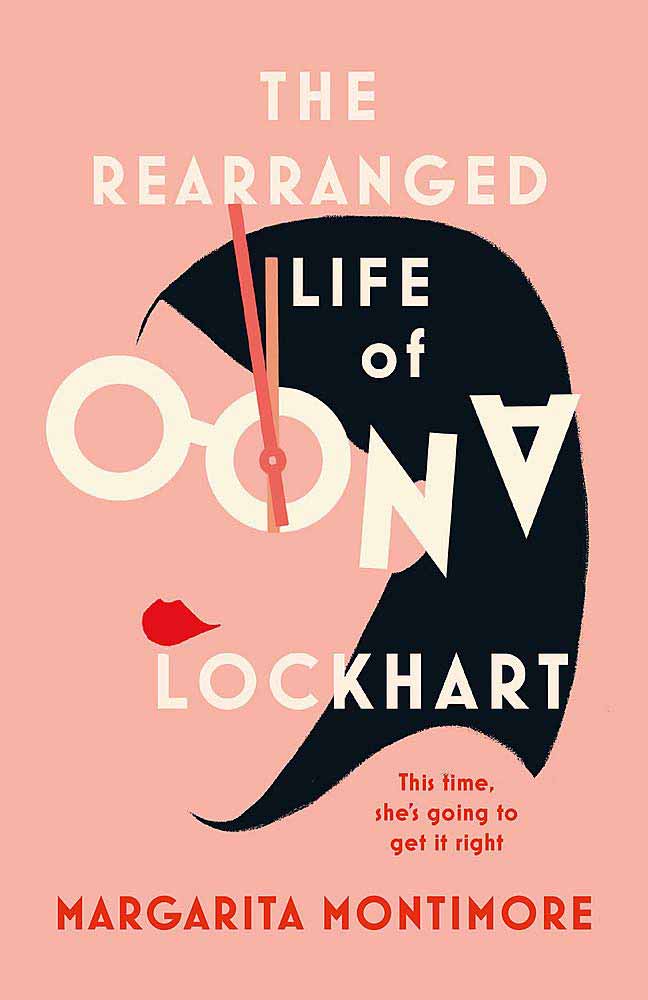 THE
REARRANGED
LIFE
of
OONA
LOCKHART
This time,
she's going to
get it right
MARGARITA MONTIMORE